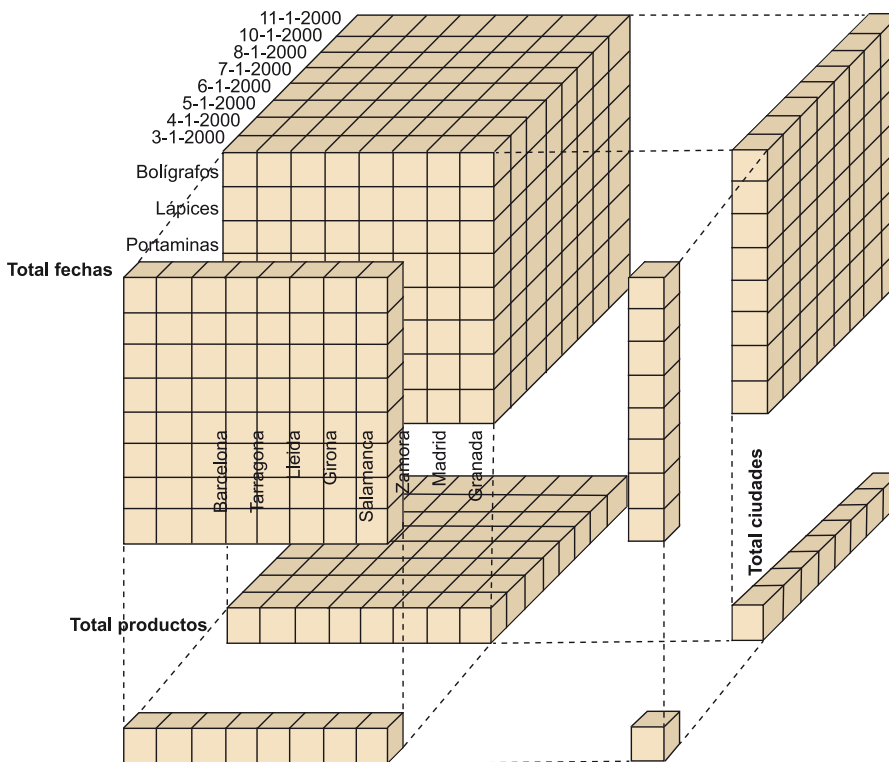 11-1-2000
10-1-2000
8-1-2000
7-1-2000
6-1-2000
5-1-2000
4-1-2000
3-1-2000
Bolígrafos
Lápices
Portaminas
Total fechas
Barcelona
Tarragona
Lleida
Girona
Salamanca
Zamora
Madrid
Granada
Total ciudades
Total productos